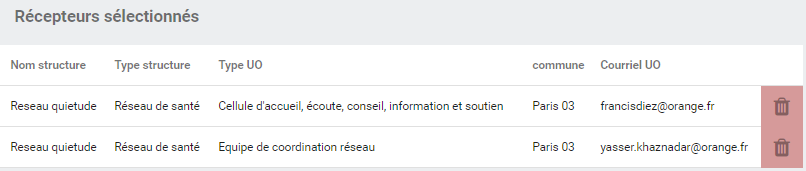 Récepteurs sélectionnés
Nom structure Type structure Type UO commune Courriel UO
Reseau quietude Réseau de santé Cellule d'accueil, écoute, conseil, information et soutien Paris 03 francisdiez@orange.fr
Reseau quietude Réseau de santé Equipe de coordination réseau Paris 03 yasser.khaznadar@orange.fr